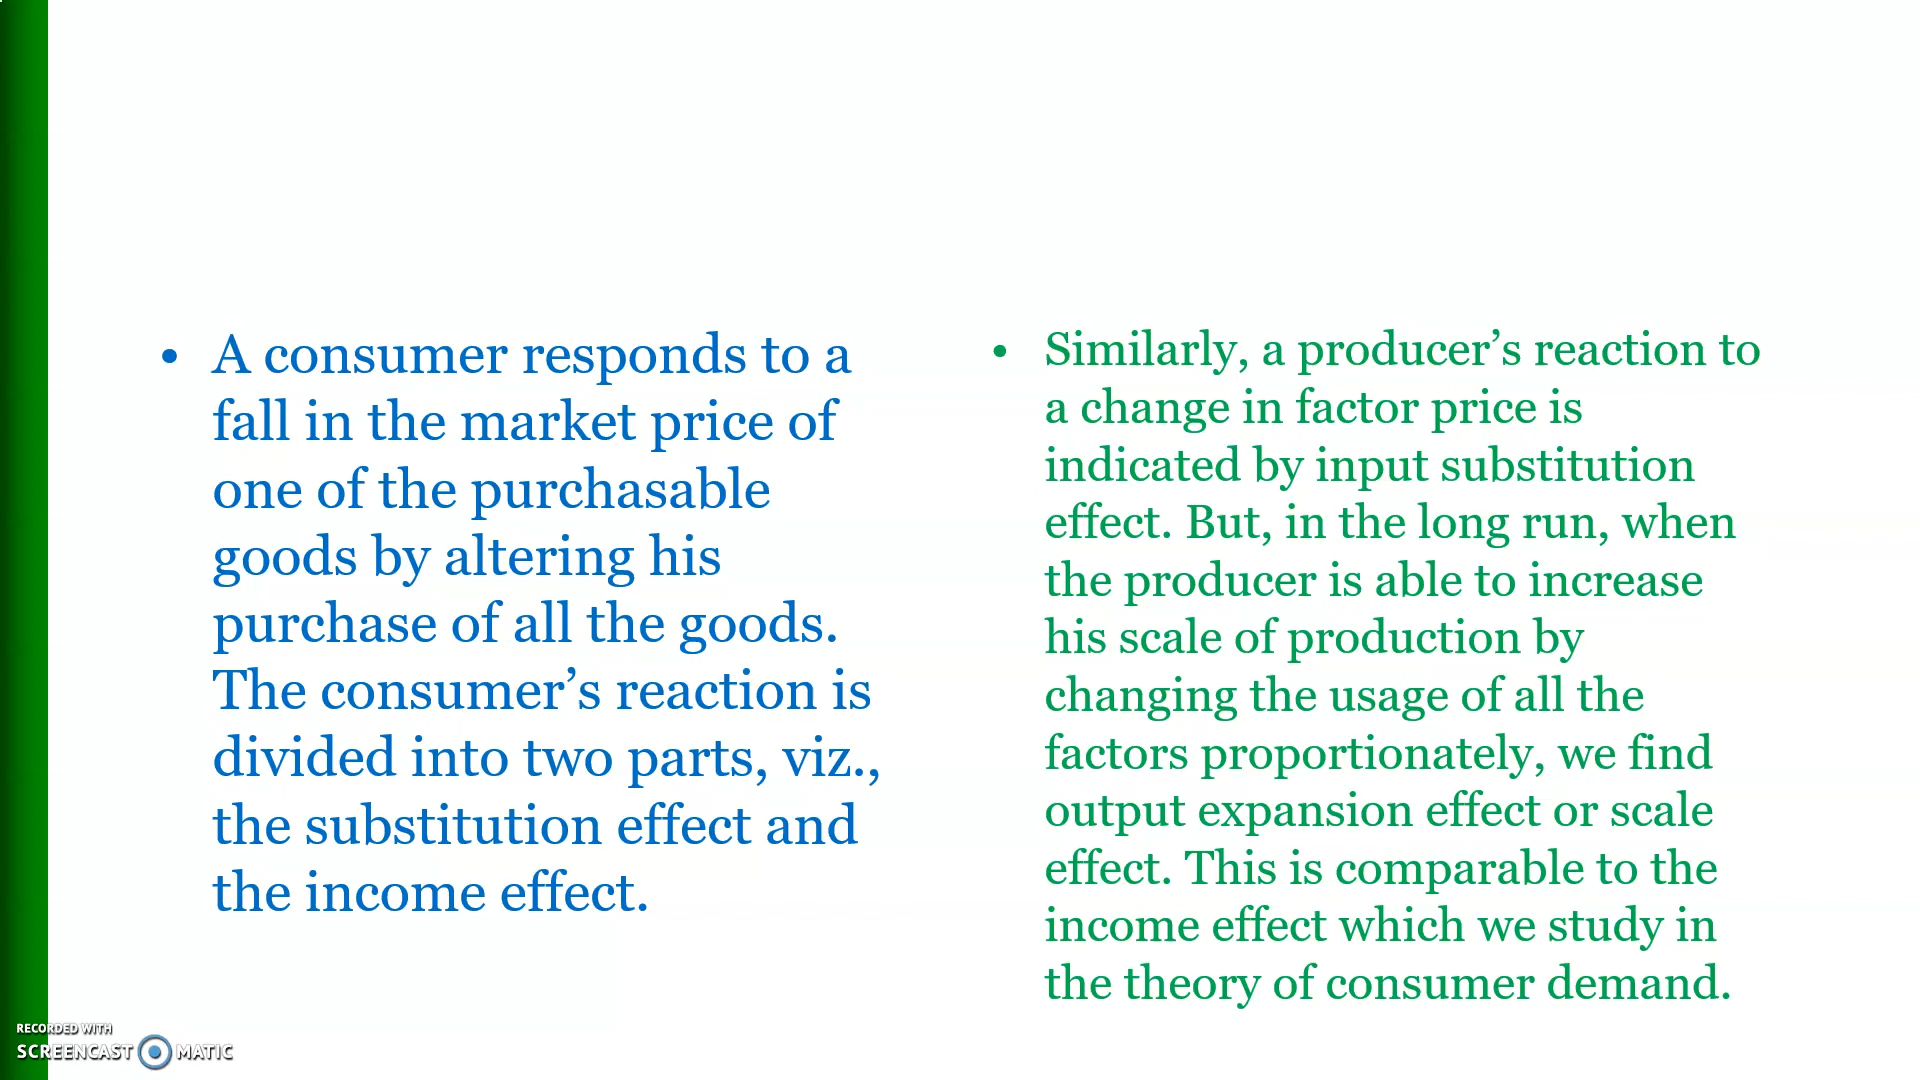 • A consumer responds to a
fall in the market price of
one of the purchasable
goods by altering his
purchase of all the goods.
The consumer’s reaction is
divided into two parts, viz.,
the substitution effect and
the income effect.
• Similarly, a producer’s reaction to
a change in factor price is
indicated by input substitution
effect. But, in the long run, when
the producer is able to increase
his scale of production by
changing the usage of all the
factors proportionately, we find
output expansion effect or scale
effect. This is comparable to the
income effect which we study in
the theory of consumer demand.
RECORDED WITH
SCREENCAST MATIC